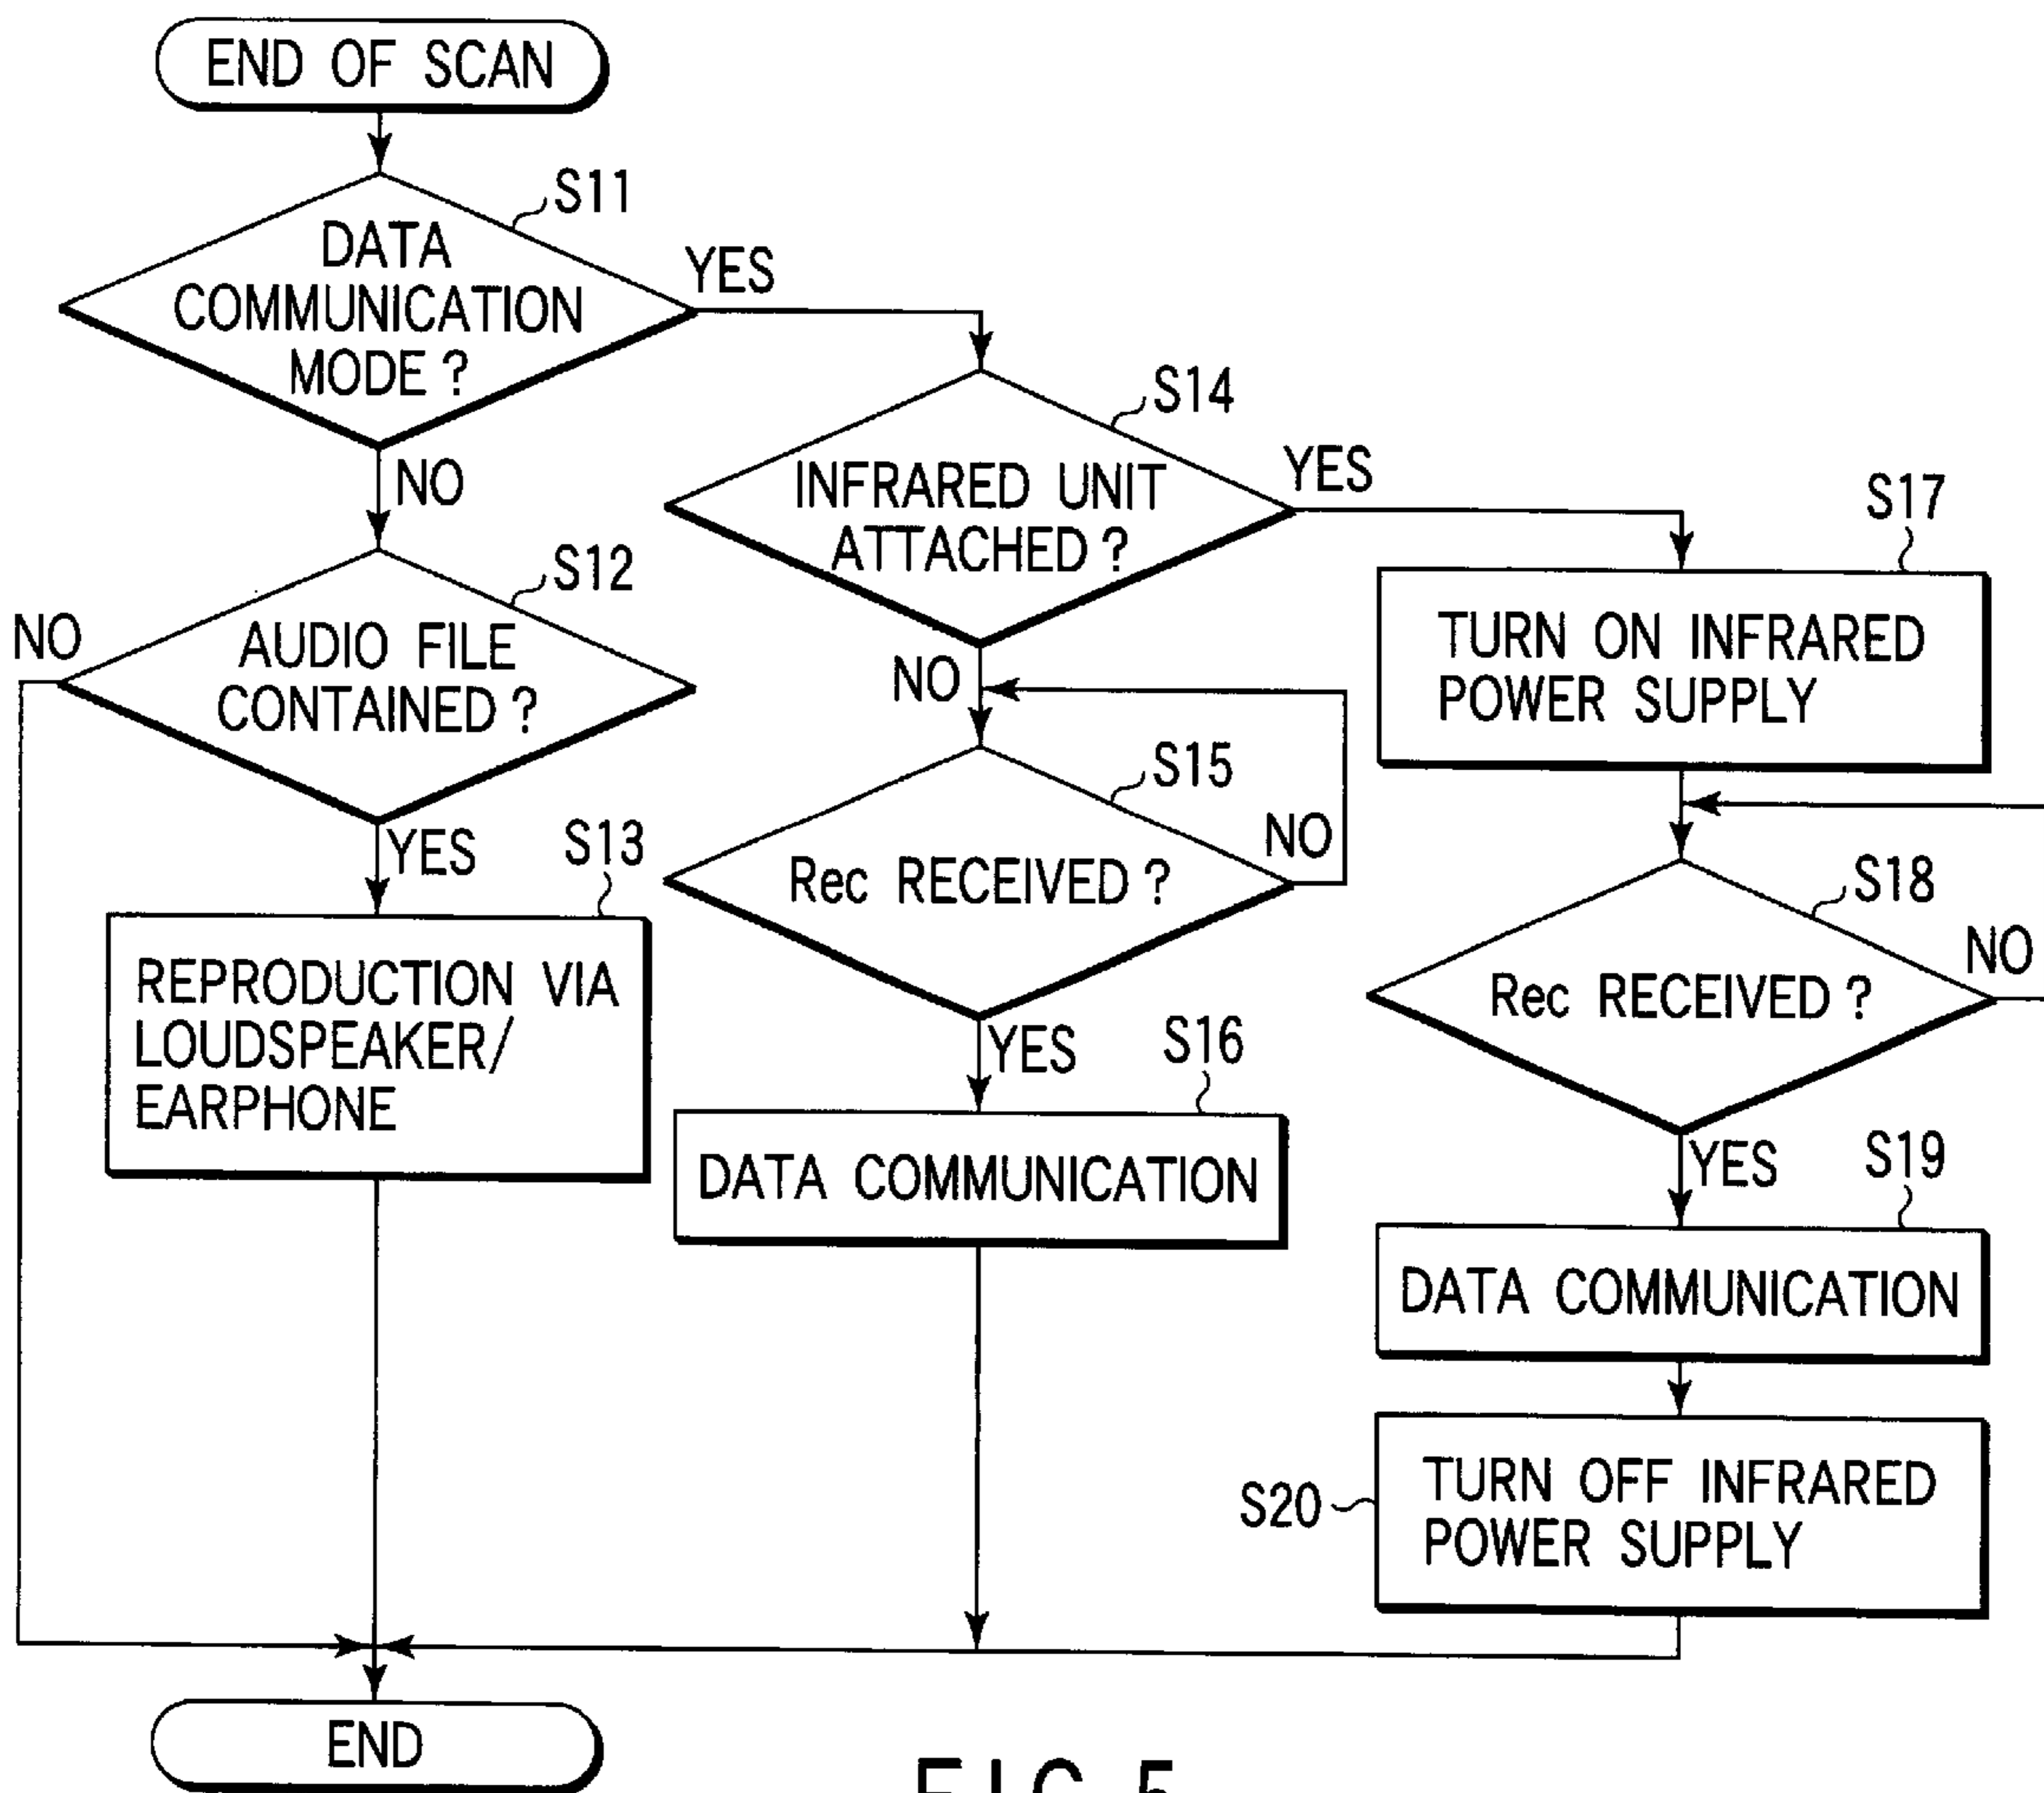 END OF SCAN
S11
DATA
COMMUNICATION
MODE ?
YES
NO
S12
AUDIO FILE
CONTAINED ?
NO
YES
S13
REPRODUCTION VIA
LOUDSPEAKER/
EARPHONE
S14
INFRARED UNIT
ATTACHED ?
YES
NO
S15
Rec RECEIVED ?
NO
YES
S16
DATA COMMUNICATION
S17
TURN ON INFRARED
POWER SUPPLY
S18
Rec RECEIVED ?
NO
YES
S19
DATA COMMUNICATION
S20
TURN OFF INFRARED
POWER SUPPLY
END
FIG. 5